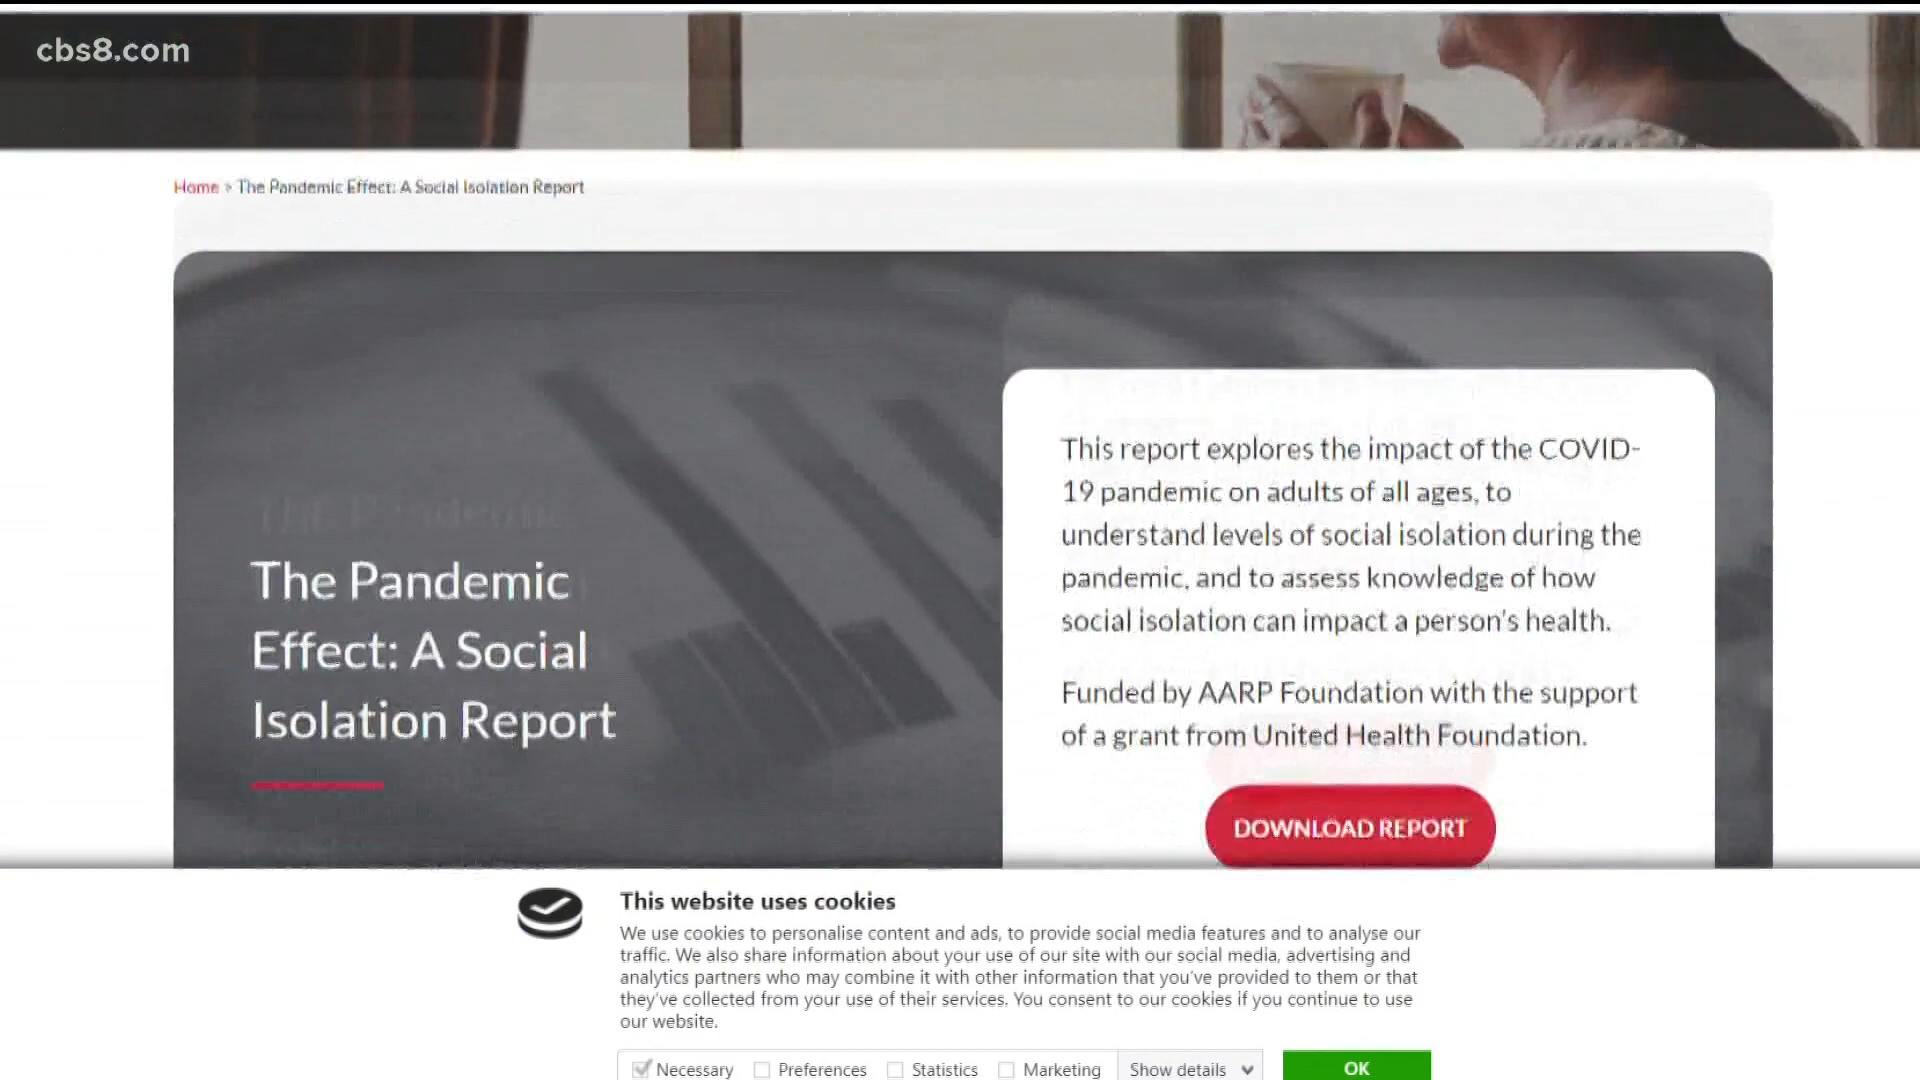 cbs8.com
Home » The Pandemic Effect: A Social Isolation Report
The Pandemic
Effect: A Social
Isolation Report
This report explores the impact of the COVID-
19 pandemic on adults of all ages, to
understand levels of social isolation during the
pandemic, and to assess knowledge of how
social isolation can impact a person's health.
Funded by AARP Foundation with the support
of a grant from United Health Foundation.
DOWNLOAD REPORT
This website uses cookies
We use cookies to personalise content and ads, to provide social media features and to analyse our
traffic. We also share information about your use of our site with our social media, advertising and
analytics partners who may combine it with other information that you've provided to them or that
they've collected from your use of their services. You consent to our cookies if you continue to use
our website.
Necessary Preferences Statistics Marketing Show details OK